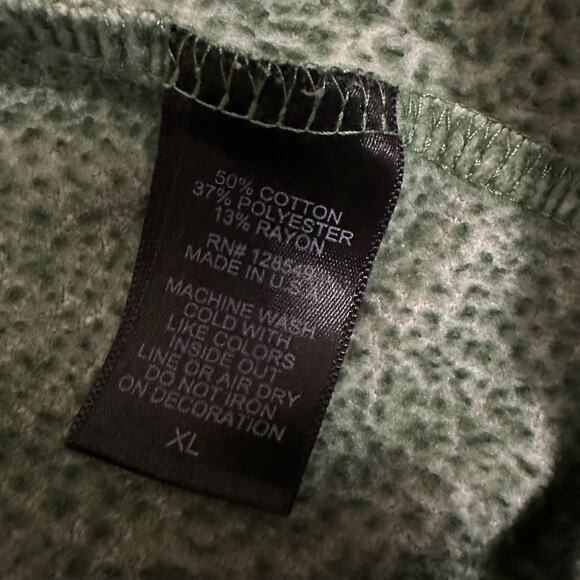 50% COTTON
37% POLYESTER
13% RAYON
RN#
MADE IN U.S.A
MACHINE WASH
COLD WITH
LIKE COLORS
INSIDE OUT
LINE OR AIR DRY
DO NOT IRON
ON DECORATION
XL